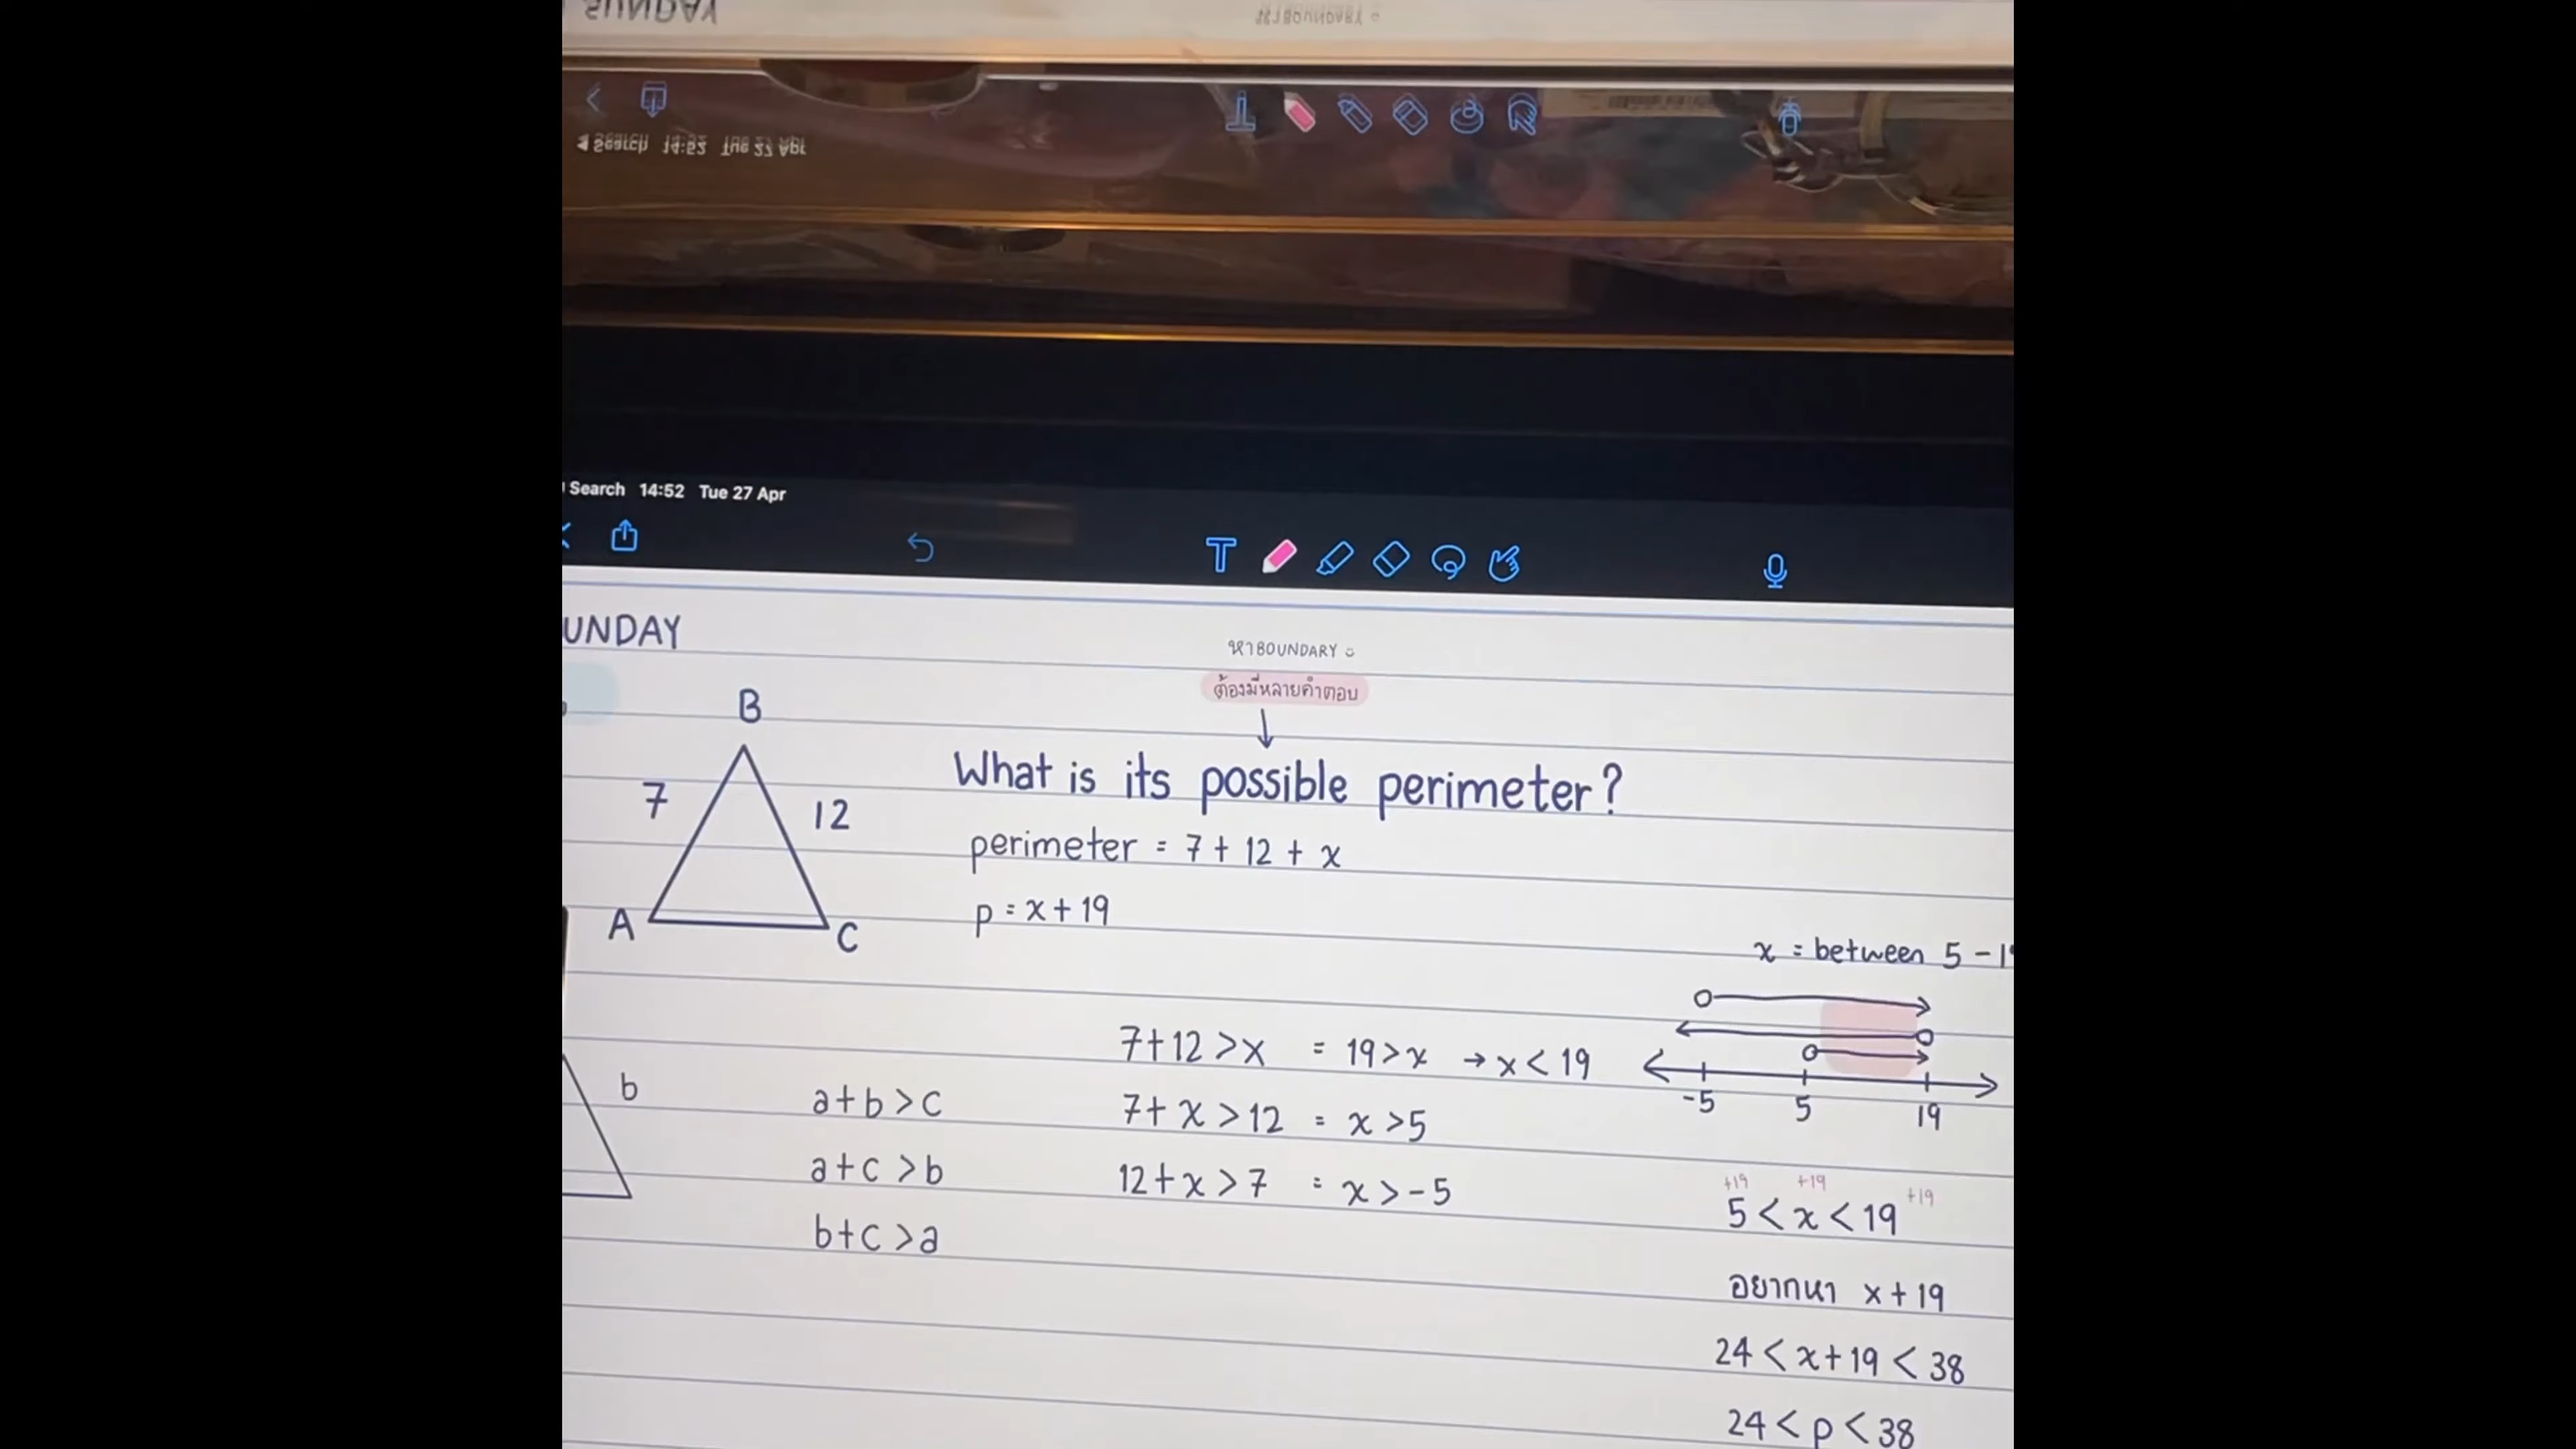 Search 14:52 Tue 27 Apr
UNDAY
หาBOUNDARY
ต้องมีหลายคำตอบ
B
What is its possible perimeter?
7
12
perimeter = 7 + 12 + x
p = x + 19
A
C
x = between 5 -
7+12 >x = 19 > x → x < 19
-5 5 19
b
a+b >c
7+ x > 12 = x >5
a+c >b
12+x > 7 = x > -5
+19 +19 +19
5 < x < 19
b+c >a
อยากหา x + 19
24 < x + 19 < 38
24 < p < 38